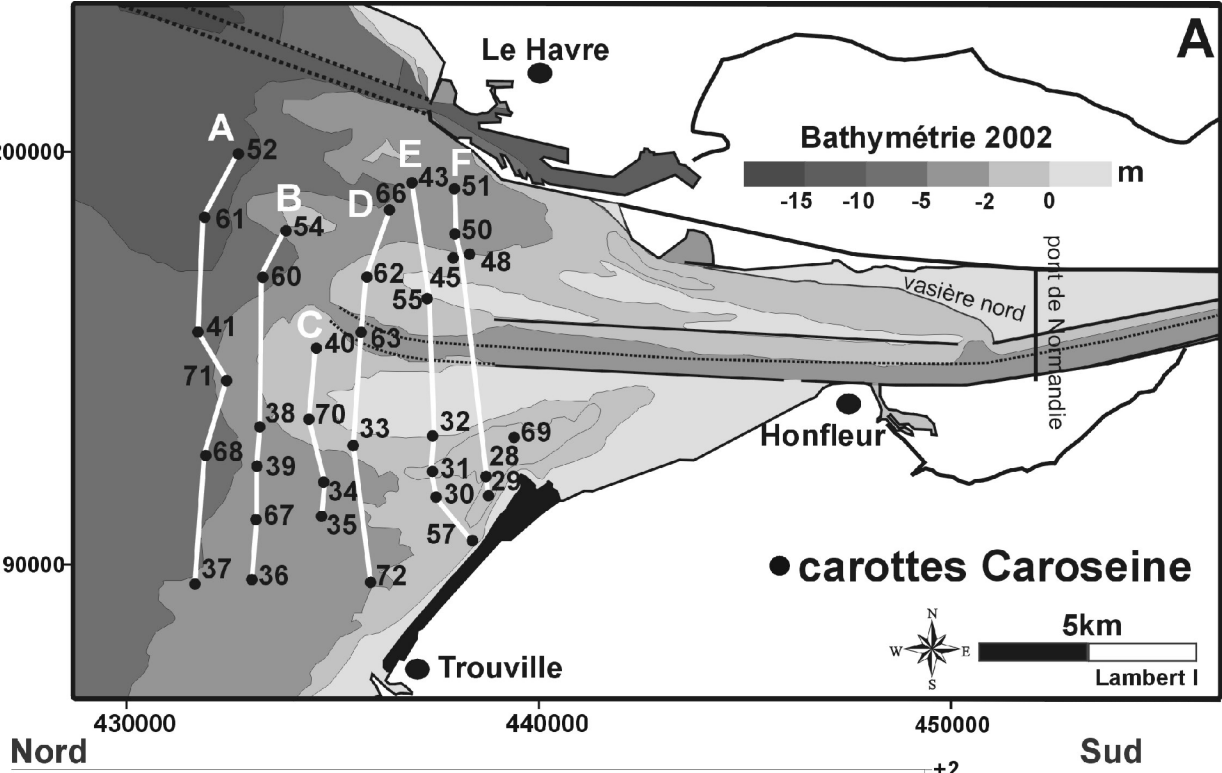 A
Le Havre
Bathymétrie 2002
m
-15 -10 -5 -2 0
200000
A 52
E F
43 51
66
D
B
61 54
50
48
45
60 62
55
pont de Normandie
vasière nord
C
41 40 63
71
70
38 33 32 69
Honfleur
68 39 31 28
34 30 29
67 35
57
90000
37 36 72
carottes Caroseine
N
W E
S
5km
Lambert I
Trouville
430000 440000 450000
Nord Sud
+2